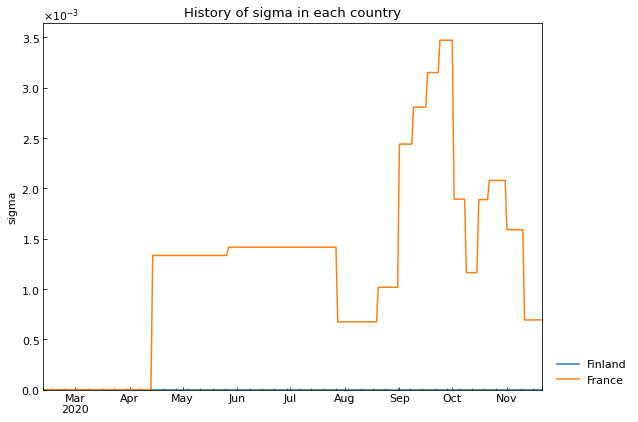 History of sigma in each country
×10⁻³
3.5
3.0
2.5
2.0
1.5
1.0
0.5
0.0
sigma
Mar Apr May Jun Jul Aug Sep Oct Nov
2020
Finland
France